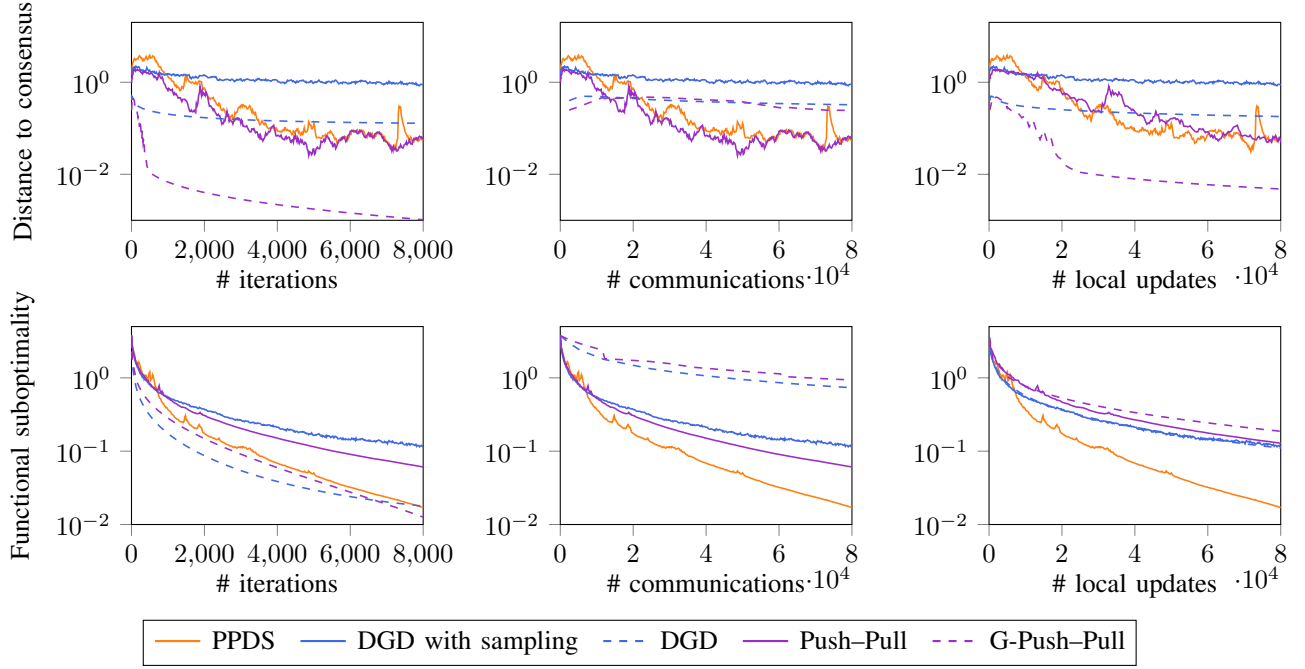 Distance to consensus
10^0
10^−2
0 2,000 4,000 6,000 8,000
# iterations
0 2 4 6 8
# communications ·10^4
0 2 4 6 8
# local updates ·10^4
Functional suboptimality
10^0
10^−1
10^−2
0 2,000 4,000 6,000 8,000
# iterations
10^0
10^−1
10^−2
0 2 4 6 8
# communications ·10^4
10^0
10^−1
10^−2
0 2 4 6 8
# local updates ·10^4
10^0
10^−2
10^0
10^−2
PPDS DGD with sampling DGD Push–Pull G-Push–Pull